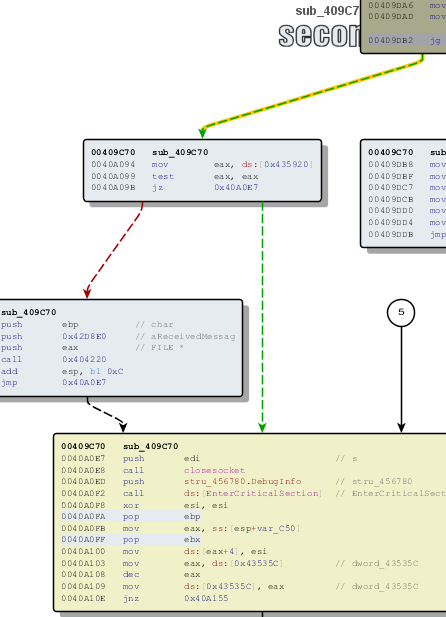 sub_409C7
secon
00409DA6 mov
00409DAD mov
00409DB2 jg
00409C70 sub_409C70
0040A094 mov eax, ds:[0x435920]
0040A099 test eax, eax
0040A09B jz 0x40A0E7
00409C70 sub
00409DB8 mov
00409DBF mov
00409DC7 mov
00409DCB mov
00409DD0 mov
00409DD4 mov
00409DDB jmp
sub_409C70
push ebp // char
push 0x42D8E0 // aReceivedMessag
push eax // FILE *
call 0x404220
add esp, b1 0xC
jmp 0x40A0E7
5
00409C70 sub_409C70
0040A0E7 push edi // s
0040A0E8 call closesocket
0040A0ED push stru_456780.DebugInfo // stru_456780
0040A0F2 call ds:[EnterCriticalSection] // EnterCriticalSect
0040A0F8 xor esi, esi
0040A0FA pop ebp
0040A0FB mov eax, ss:[esp+var_C50]
0040A0FF pop ebx
0040A100 mov ds:[eax+4], esi
0040A103 mov eax, ds:[0x43535C] // dword_43535C
0040A108 dec eax
0040A109 mov ds:[0x43535C], eax // dword_43535C
0040A10E jnz 0x40A155